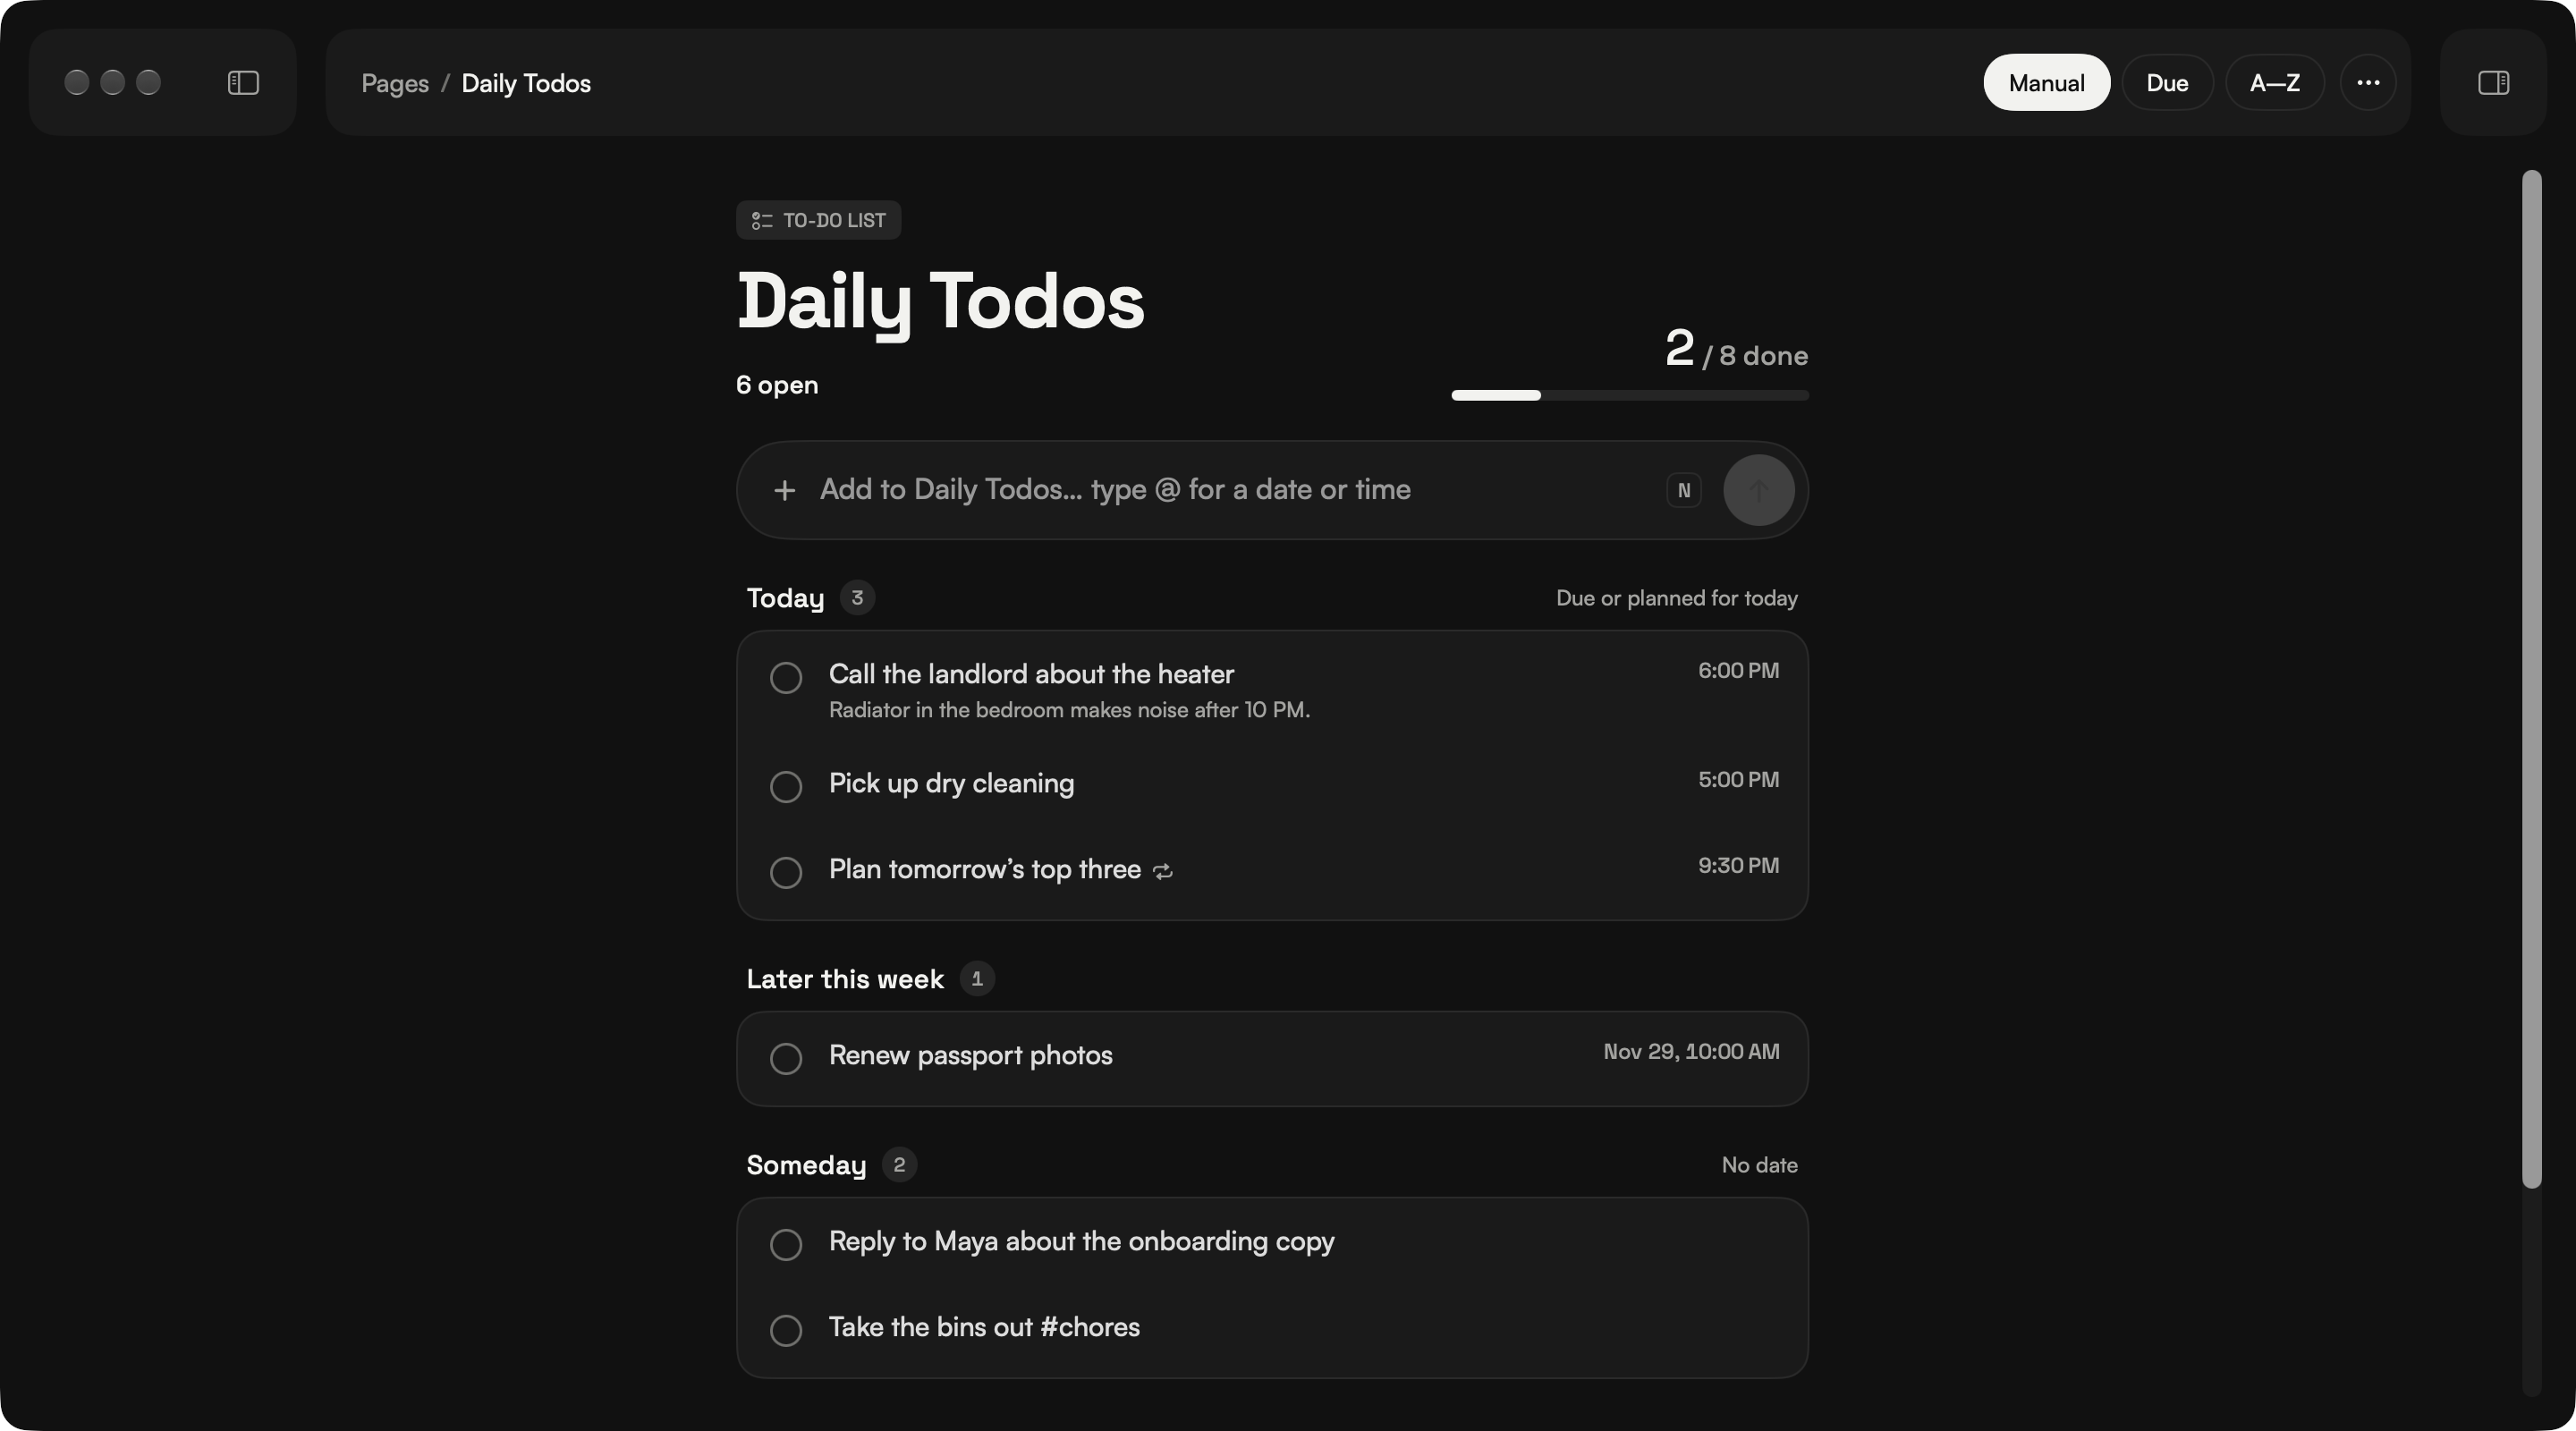 Pages / Daily Todos
Manual
Due
A—Z
TO-DO LIST
Daily Todos
6 open
2 / 8 done
Add to Daily Todos... type @ for a date or time
N
Today 3
Due or planned for today
Call the landlord about the heater
6:00 PM
Radiator in the bedroom makes noise after 10 PM.
Pick up dry cleaning
5:00 PM
Plan tomorrow’s top three
9:30 PM
Later this week 1
Renew passport photos
Nov 29, 10:00 AM
Someday 2
No date
Reply to Maya about the onboarding copy
Take the bins out #chores